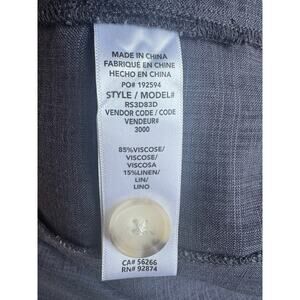 MADE IN CHINA
FABRIQUE EN CHINE
HECHO EN CHINA
PO# 192594
STYLE / MODEL#
RS3D83D
VENDOR CODE / CODE
VENDEUR#
3000
85%VISCOSE/
VISCOSE/
VISCOSA
15%LINEN/
LIN/
LINO
CA# 56266
RN# 92874